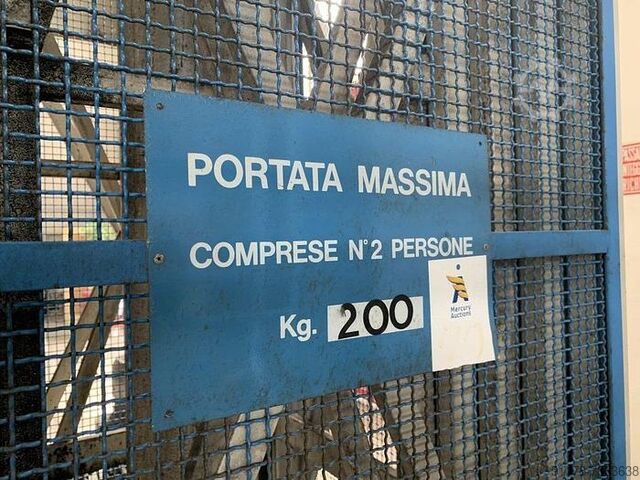 PORTATA MASSIMA
COMPRESE N°2 PERSONE
Kg. 200
Mercury
Auctions